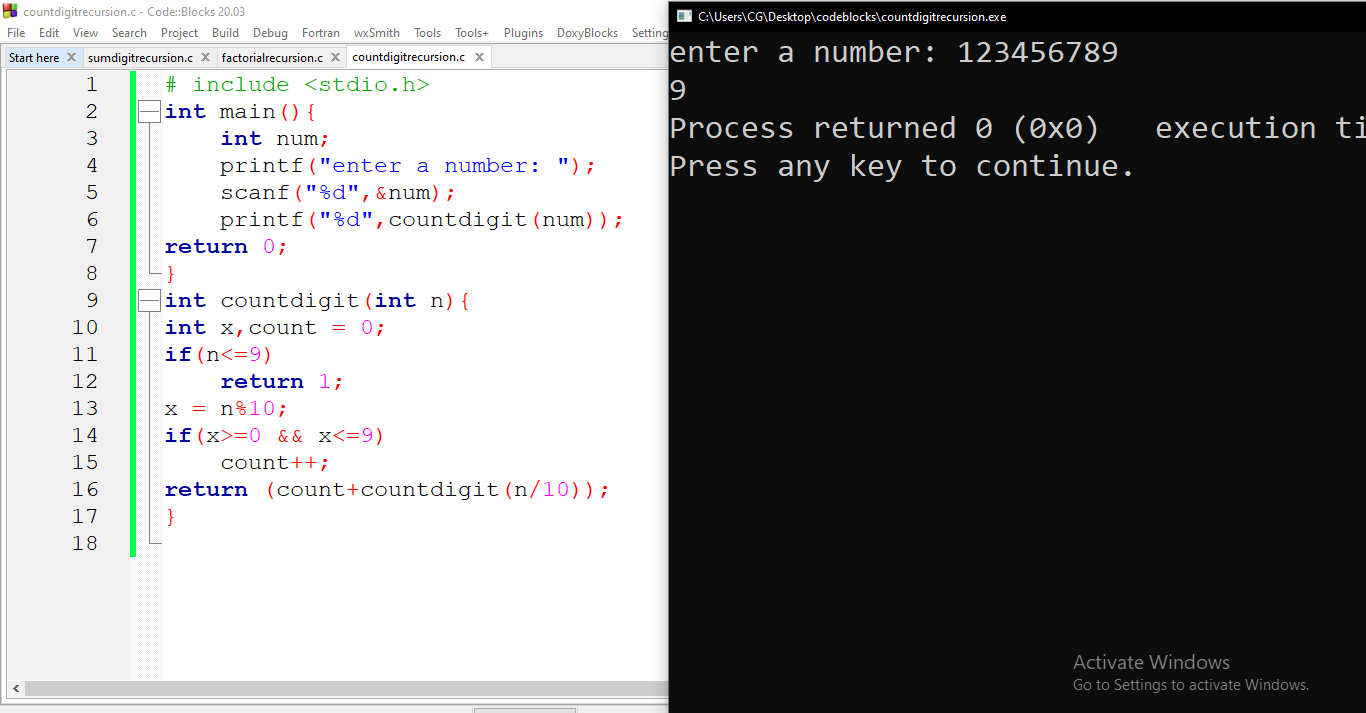 countdigitrecursion.c - Code::Blocks 20.03
File Edit View Search Project Build Debug Fortran wxSmith Tools Tools+ Plugins DoxyBlocks Setting
Start here sumdigitrecursion.c factorialrecursion.c countdigitrecursion.c
1 # include <stdio.h>
2 int main(){
3 int num;
4 printf("enter a number: ");
5 scanf("%d",&num);
6 printf("%d",countdigit(num));
7 return 0;
8 }
9 int countdigit(int n){
10 int x,count = 0;
11 if(n<=9)
12 return 1;
13 x = n%10;
14 if(x>=0 && x<=9)
15 count++;
16 return (count+countdigit(n/10));
17 }
18
C:\Users\CG\Desktop\codeblocks\countdigitrecursion.exe
enter a number: 123456789
9
Process returned 0 (0x0) execution ti
Press any key to continue.
Activate Windows
Go to Settings to activate Windows.